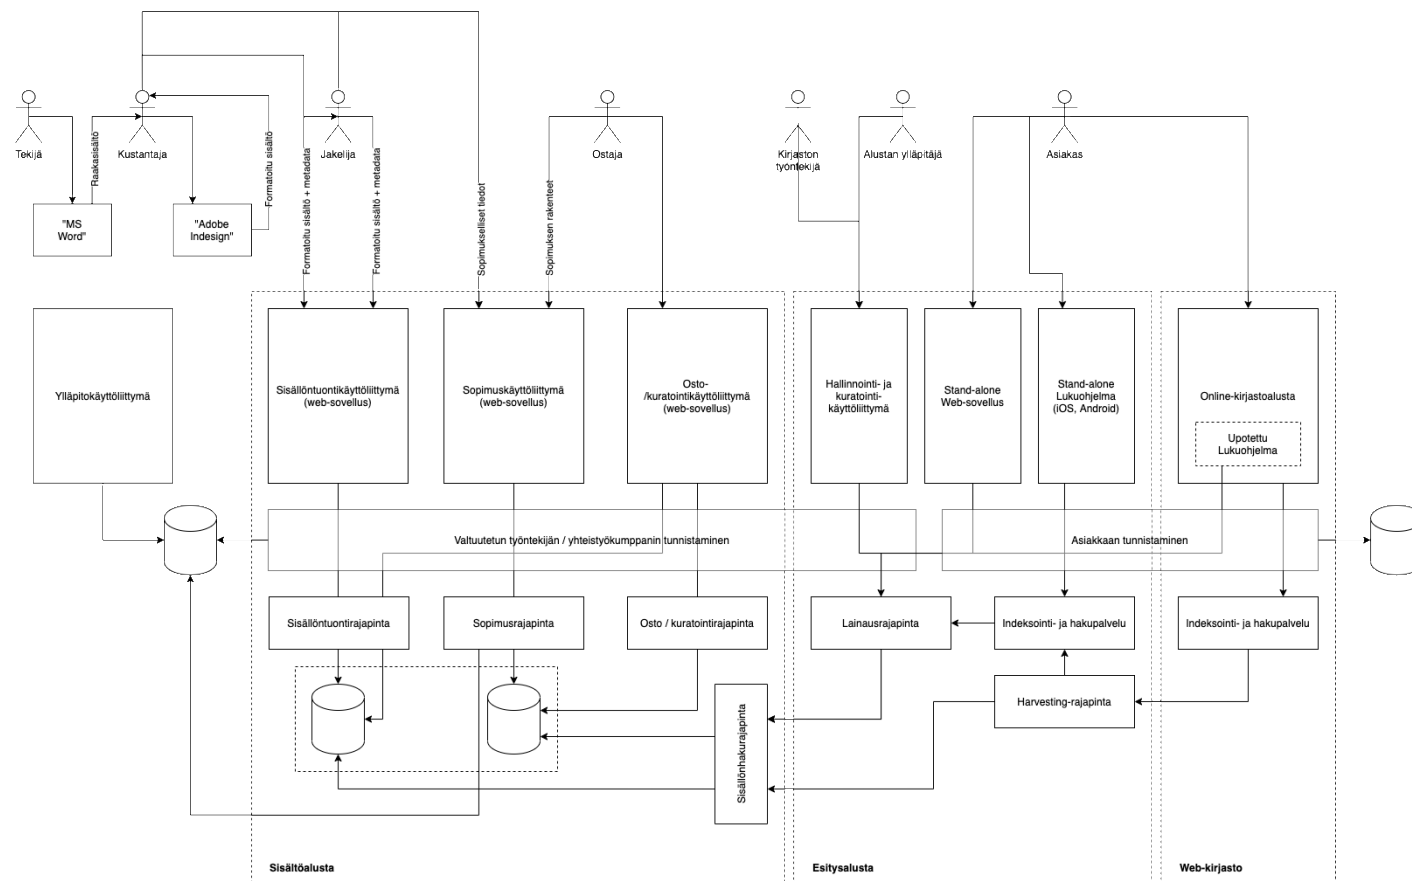 Tekijä
Kustantaja
Jakelija
Ostaja
Kirjaston
työntekijä
Alustan ylläpitäjä
Asiakas
Raakasisältö
Formatoitu sisältö
Formatoitu sisältö + metadata
Formatoitu sisältö + metadata
Sopimukselliset tiedot
Sopimuksen rakenteet
"MS
Word"
"Adobe
Indesign"
Ylläpitokäyttöliittymä
Sisällöntuontikäyttöliittymä
(web-sovellus)
Sopimuskäyttöliittymä
(web-sovellus)
Osto-
/kuratointikäyttöliittymä
(web-sovellus)
Hallinnointi- ja
kuratointi-
käyttöliittymä
Stand-alone
Web-sovellus
Stand-alone
Lukuohjelma
(iOS, Android)
Online-kirjastoalusta
Upotettu
Lukuohjelma
Valtuutetun työntekijän / yhteistyökumppanin tunnistaminen
Asiakkaan tunnistaminen
Sisällöntuontirajapinta
Sopimusrajapinta
Osto / kuratointirajapinta
Lainausrajapinta
Indeksointi- ja hakupalvelu
Indeksointi- ja hakupalvelu
Harvesting-rajapinta
Sisällönhakurajapinta
Sisältöalusta
Esitysalusta
Web-kirjasto